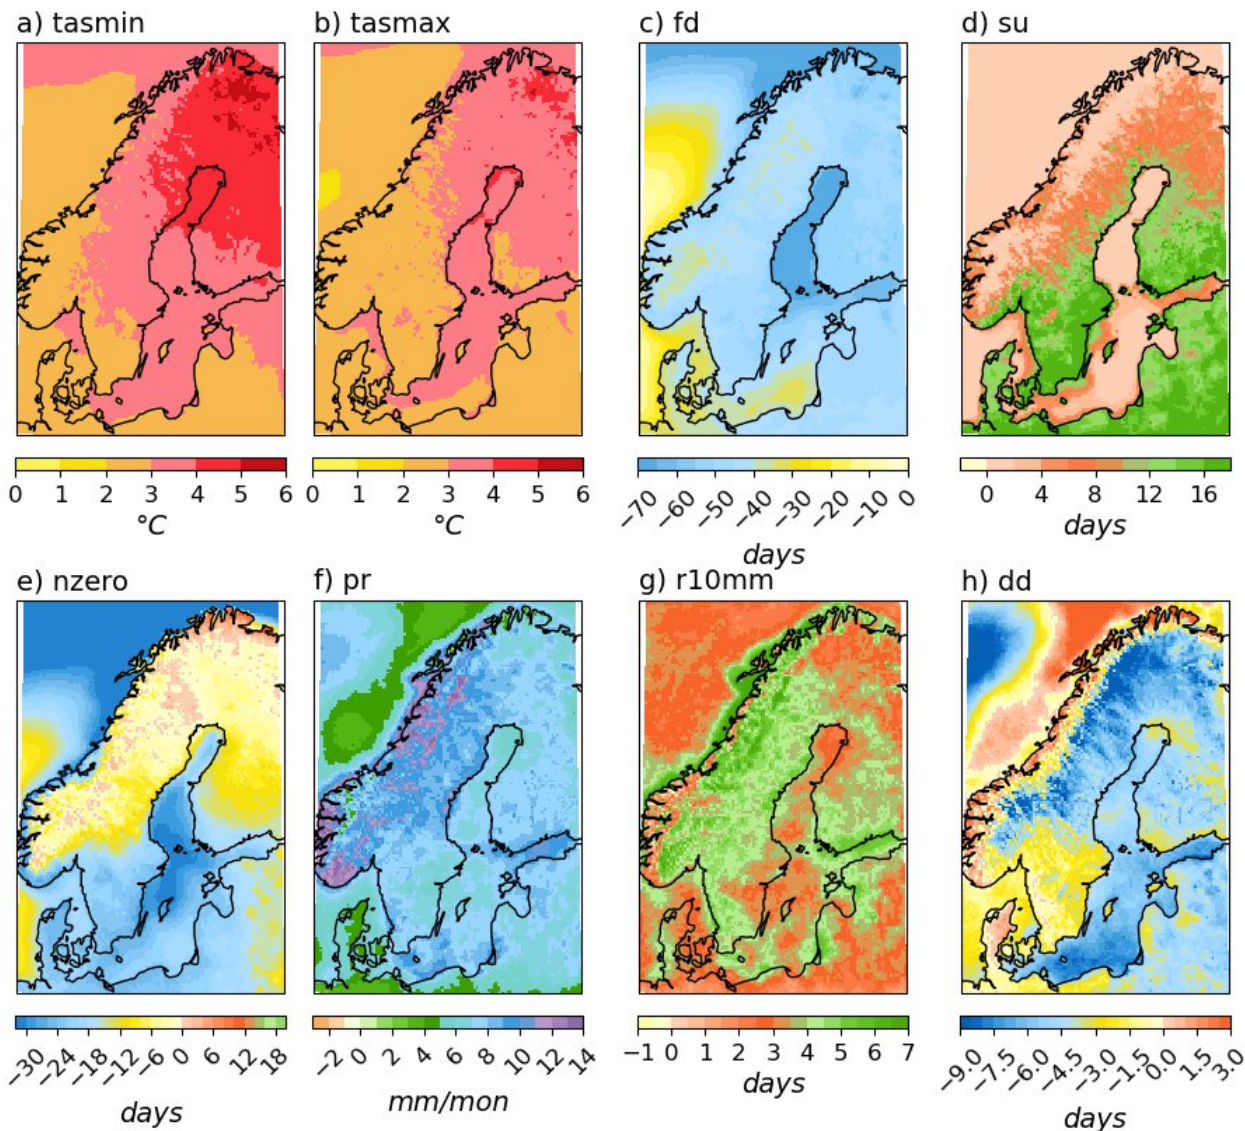 a) tasmin b) tasmax c) fd d) su
0 1 2 3 4 5 6 0 1 2 3 4 5 6 −70 −60 −50 −40 −30 −20 −10 −0 0 4 8 12 16
°C °C days days
e) nzero f) pr g) r10mm h) dd
−30 −24 −18 −12 −6 0 6 12 18 −2 0 2 4 6 8 10 12 14 −1 0 1 2 3 4 5 6 7 −9.0 −7.5 −6.0 −4.5 −3.0 −1.5 0.0 1.5 3.0
days mm/mon days days